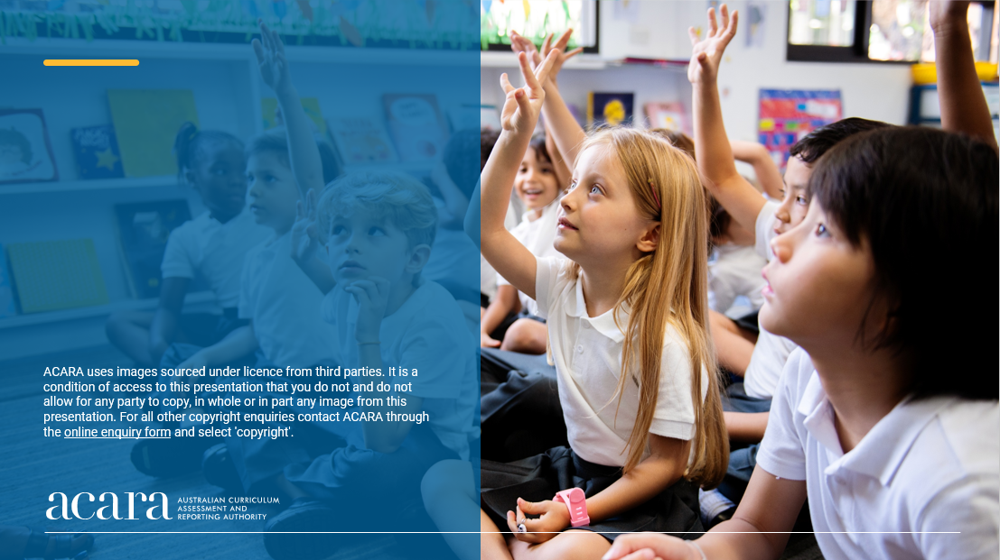 ACARA uses images sourced under licence from third parties. It is a
condition of access to this presentation that you do not and do not
allow for any party to copy, in whole or in part any image from this
presentation. For all other copyright enquiries contact ACARA through
the online enquiry form and select 'copyright'.
acara
AUSTRALIAN CURRICULUM
ASSESSMENT AND
REPORTING AUTHORITY